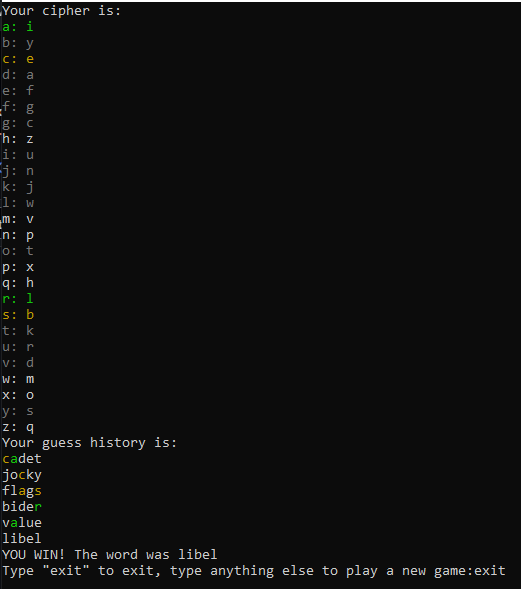 Your cipher is:
a: i
b: y
c: e
d: a
e: f
f: g
g: c
h: z
i: u
j: n
k: j
l: w
m: v
n: p
o: t
p: x
q: h
r: l
s: b
t: k
u: r
v: d
w: m
x: o
y: s
z: q
Your guess history is:
cadet
jocky
flags
bider
value
libel
YOU WIN! The word was libel
Type "exit" to exit, type anything else to play a new game:exit